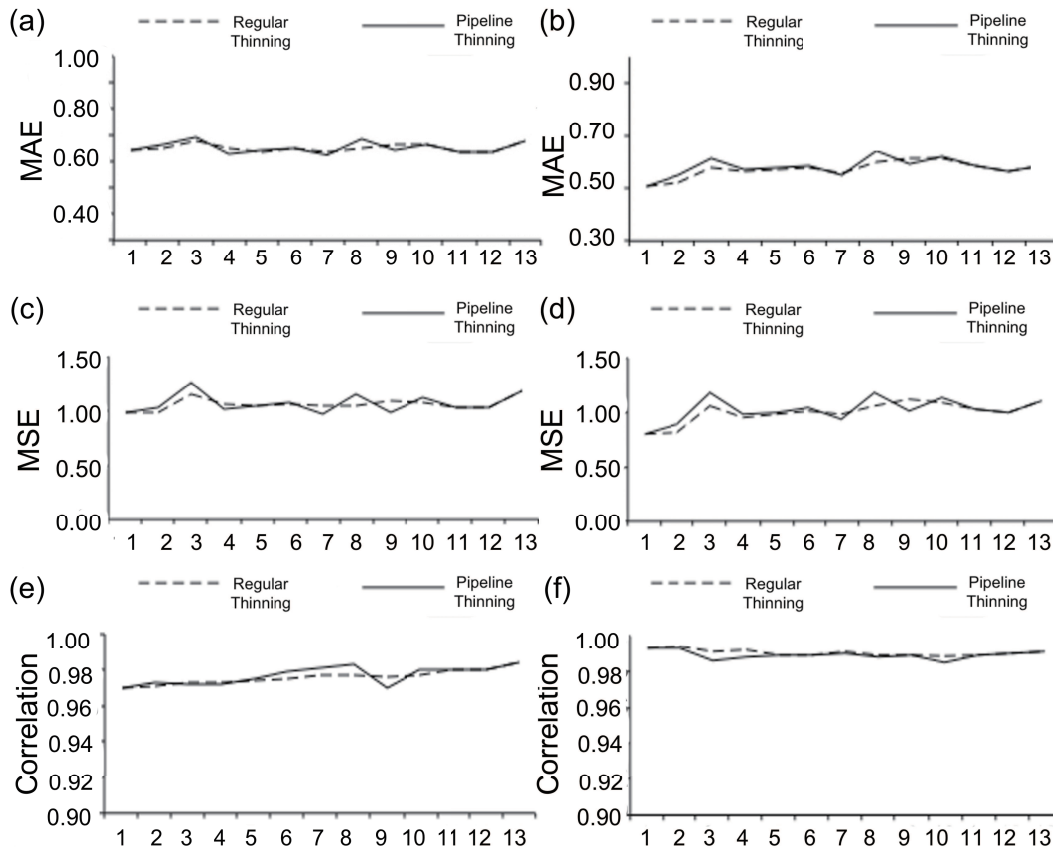 (a)
Regular
Thinning
Pipeline
Thinning
MAE
1.00
0.80
0.60
0.40
1 2 3 4 5 6 7 8 9 10 11 12 13
(b)
Regular
Thinning
Pipeline
Thinning
MAE
0.90
0.70
0.50
0.30
1 2 3 4 5 6 7 8 9 10 11 12 13
(c)
Regular
Thinning
Pipeline
Thinning
MSE
1.50
1.00
0.50
0.00
1 2 3 4 5 6 7 8 9 10 11 12 13
(d)
Regular
Thinning
Pipeline
Thinning
MSE
1.50
1.00
0.50
0.00
1 2 3 4 5 6 7 8 9 10 11 12 13
(e)
Regular
Thinning
Pipeline
Thinning
Correlation
1.00
0.98
0.96
0.94
0.92
0.90
1 2 3 4 5 6 7 8 9 10 11 12 13
(f)
Regular
Thinning
Pipeline
Thinning
Correlation
1.00
0.98
0.96
0.94
0.92
0.90
1 2 3 4 5 6 7 8 9 10 11 12 13